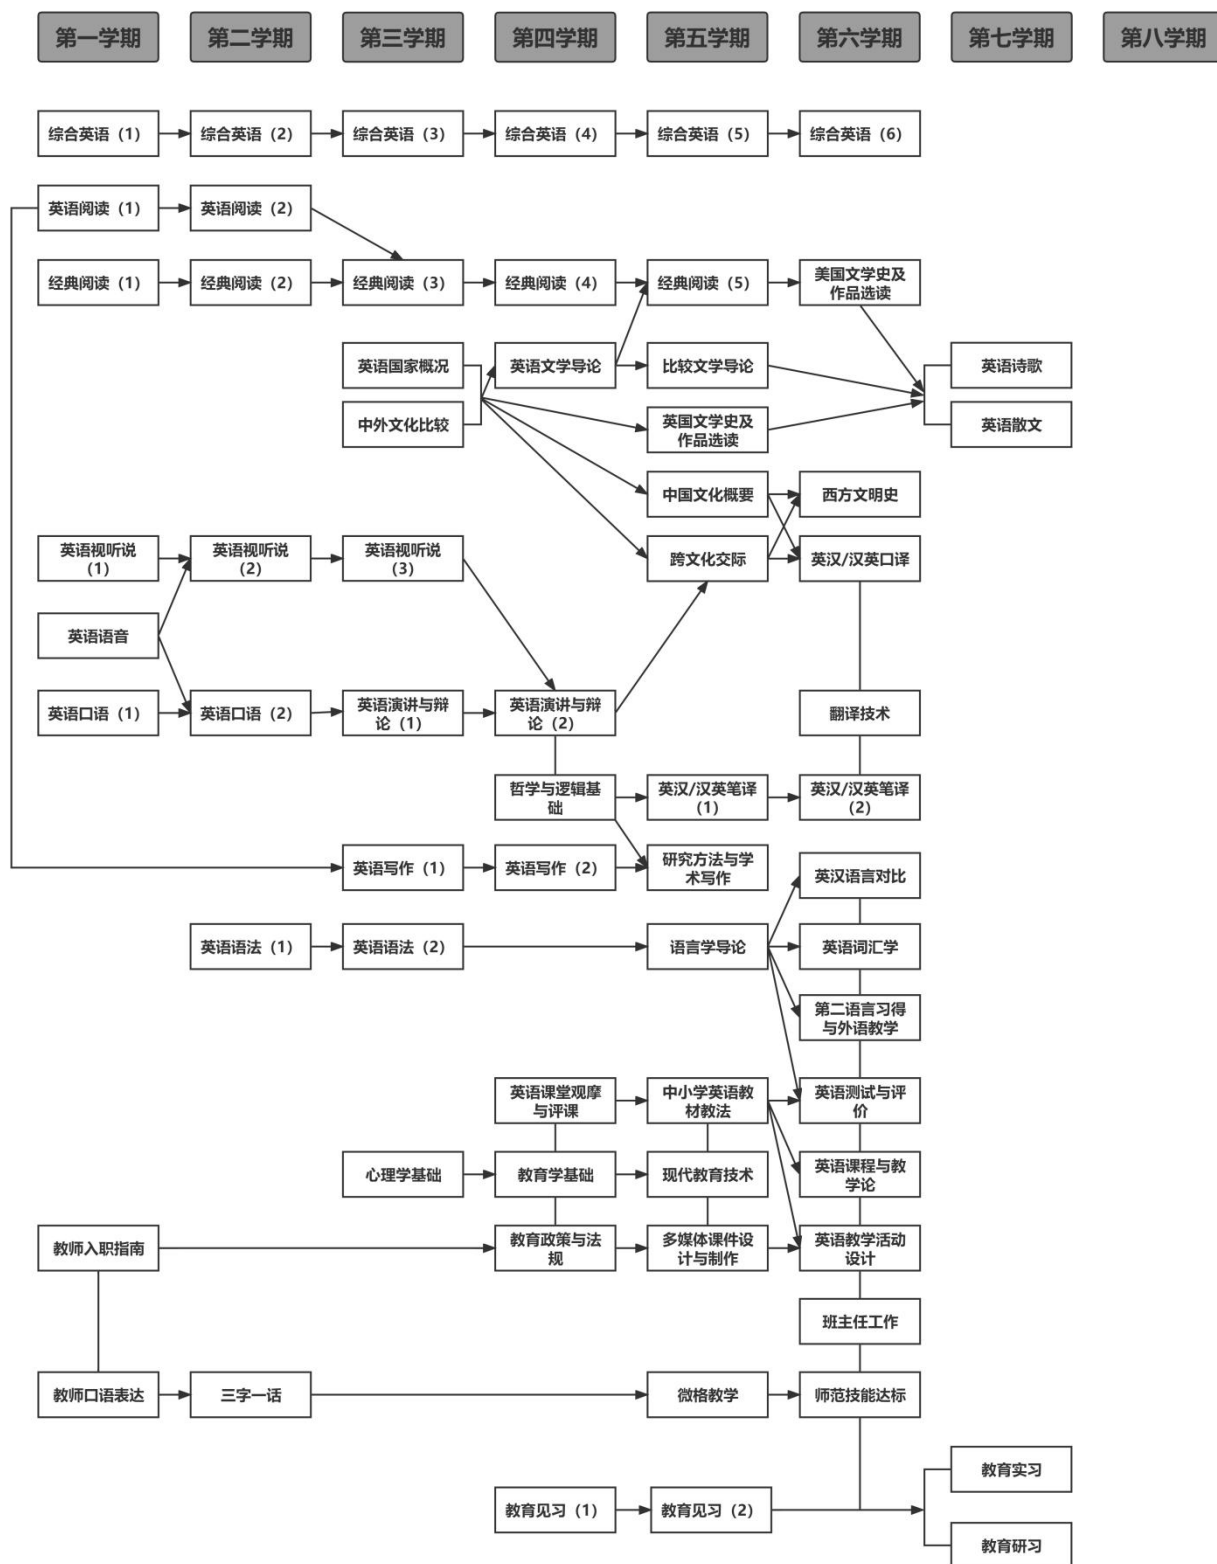 第一学期
第二学期
第三学期
第四学期
第五学期
第六学期
第七学期
第八学期
综合英语（1）
综合英语（2）
综合英语（3）
综合英语（4）
综合英语（5）
综合英语（6）
英语阅读（1）
英语阅读（2）
经典阅读（1）
经典阅读（2）
经典阅读（3）
经典阅读（4）
经典阅读（5）
美国文学史及
作品选读
英语国家概况
英语文学导论
比较文学导论
英语诗歌
中外文化比较
英国文学史及
作品选读
英语散文
中国文化概要
西方文明史
英语视听说
（1）
英语视听说
（2）
英语视听说
（3）
跨文化交际
英汉/汉英口译
英语语音
英语口语（1）
英语口语（2）
英语演讲与辩
论（1）
英语演讲与辩
论（2）
翻译技术
哲学与逻辑基
础
英汉/汉英笔译
（1）
英汉/汉英笔译
（2）
英语写作（1）
英语写作（2）
研究方法与学
术写作
英汉语言对比
英语语法（1）
英语语法（2）
语言学导论
英语词汇学
第二语言习得
与外语教学
英语课堂观摩
与评课
中小学英语教
材教法
英语测试与评
价
心理学基础
教育学基础
现代教育技术
英语课程与教
学论
教师入职指南
教育政策与法
规
多媒体课件设
计与制作
英语教学活动
设计
班主任工作
教师口语表达
三字一话
微格教学
师范技能达标
教育实习
教育见习（1）
教育见习（2）
教育研习